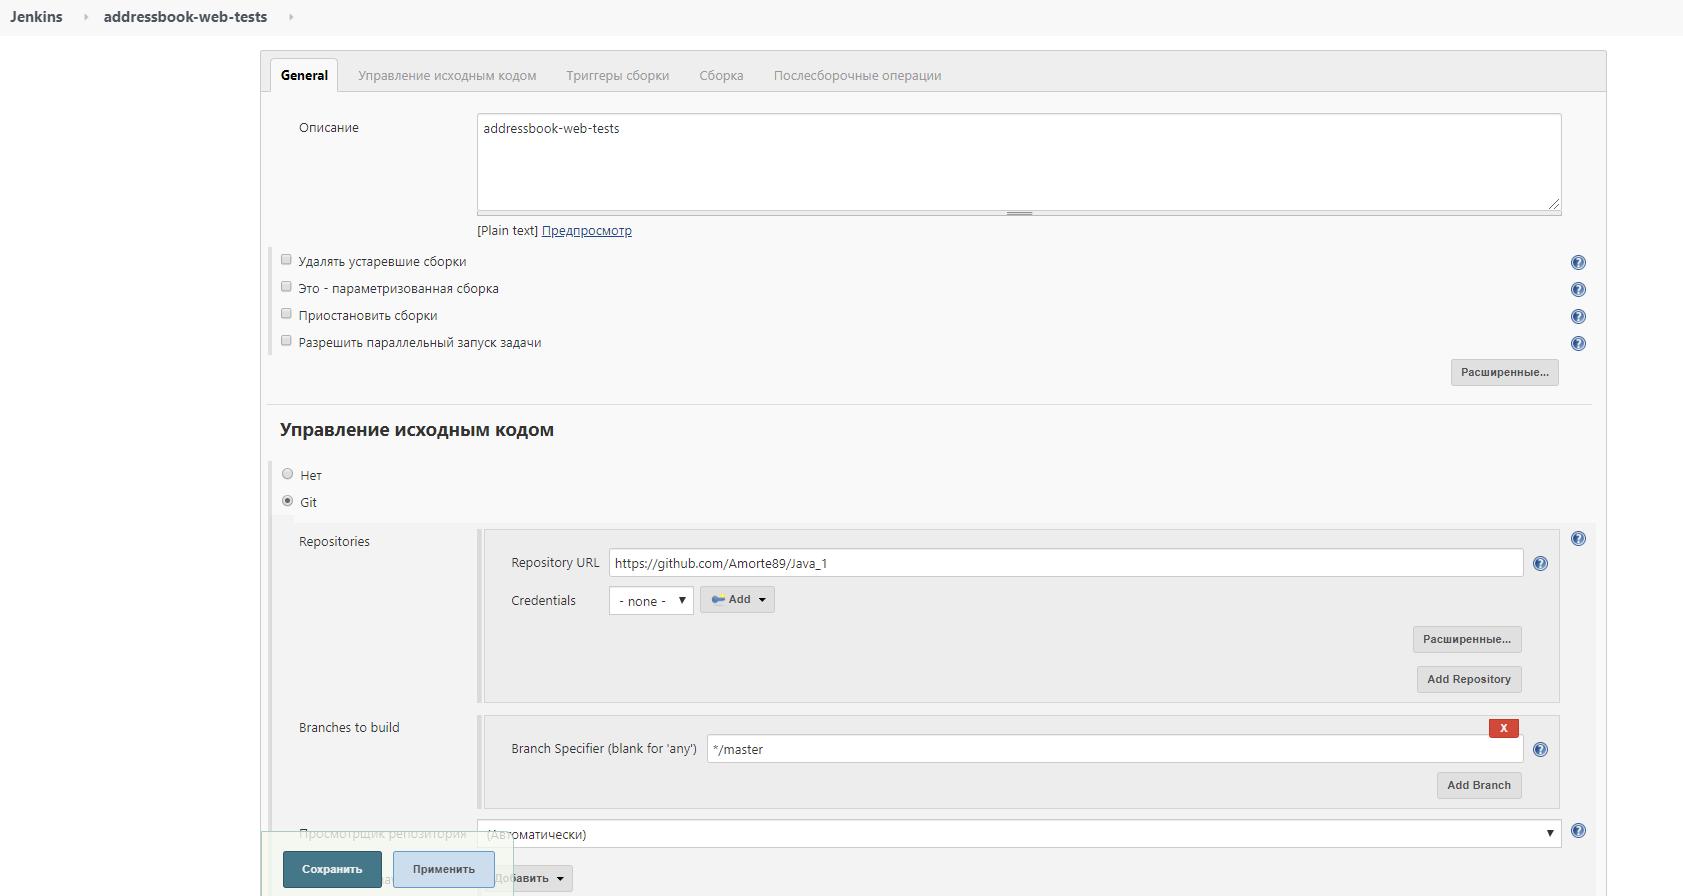 Jenkins addressbook-web-tests
General Управление исходным кодом Триггеры сборки Сборка Послесборочные операции
Описание
addressbook-web-tests
[Plain text] Предпросмотр
Удалять устаревшие сборки
Это - параметризованная сборка
Приостановить сборки
Разрешить параллельный запуск задачи
Расширенные...
Управление исходным кодом
Нет
Git
Repositories
Repository URL https://github.com/Amorte89/Java_1
Credentials - none - Add
Расширенные...
Add Repository
Branches to build
X
Branch Specifier (blank for 'any') */master
Add Branch
Просмотрщик репозитория (Автоматически)
Сохранить Применить Добавить